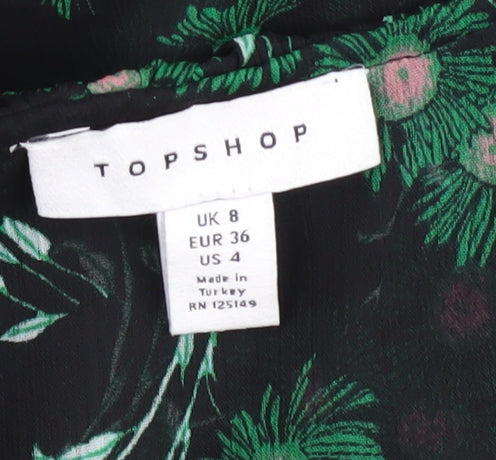 TOPSHOP
UK 8
EUR 36
US 4
Made in
Turkey
RN 125149